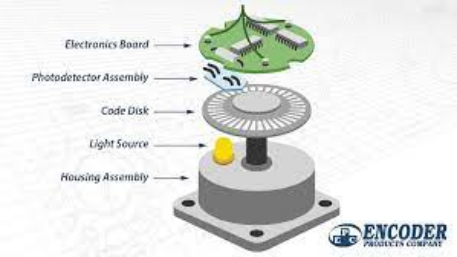 Electronics Board
Photodetector Assembly
Code Disk
Light Source
Housing Assembly
ENCODER
PRODUCTS COMPANY